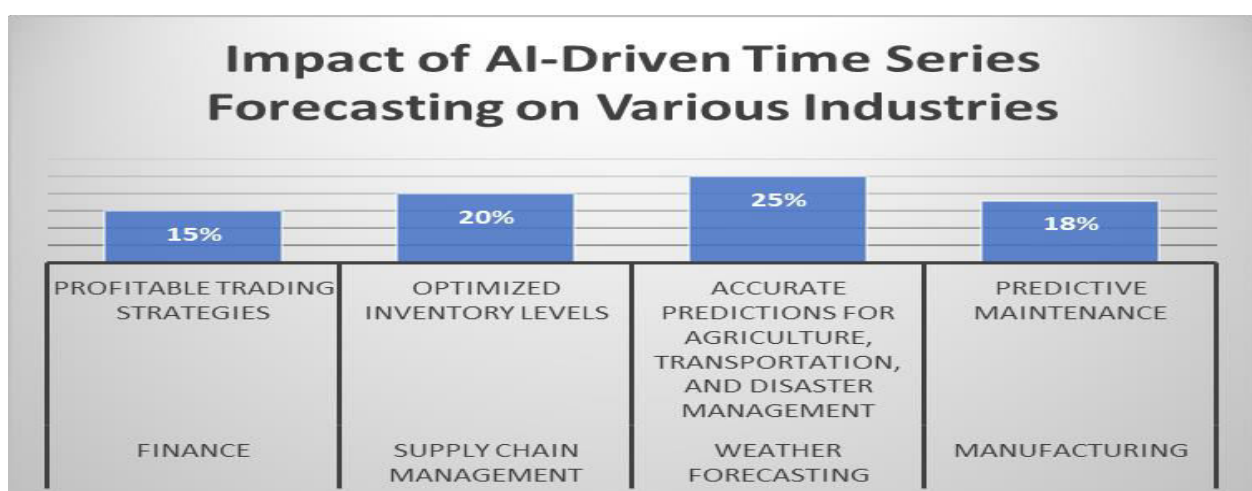 Impact of AI-Driven Time Series
Forecasting on Various Industries
15%
20%
25%
18%
PROFITABLE TRADING
STRATEGIES
OPTIMIZED
INVENTORY LEVELS
ACCURATE
PREDICTIONS FOR
AGRICULTURE,
TRANSPORTATION,
AND DISASTER
MANAGEMENT
PREDICTIVE
MAINTENANCE
FINANCE
SUPPLY CHAIN
MANAGEMENT
WEATHER
FORECASTING
MANUFACTURING